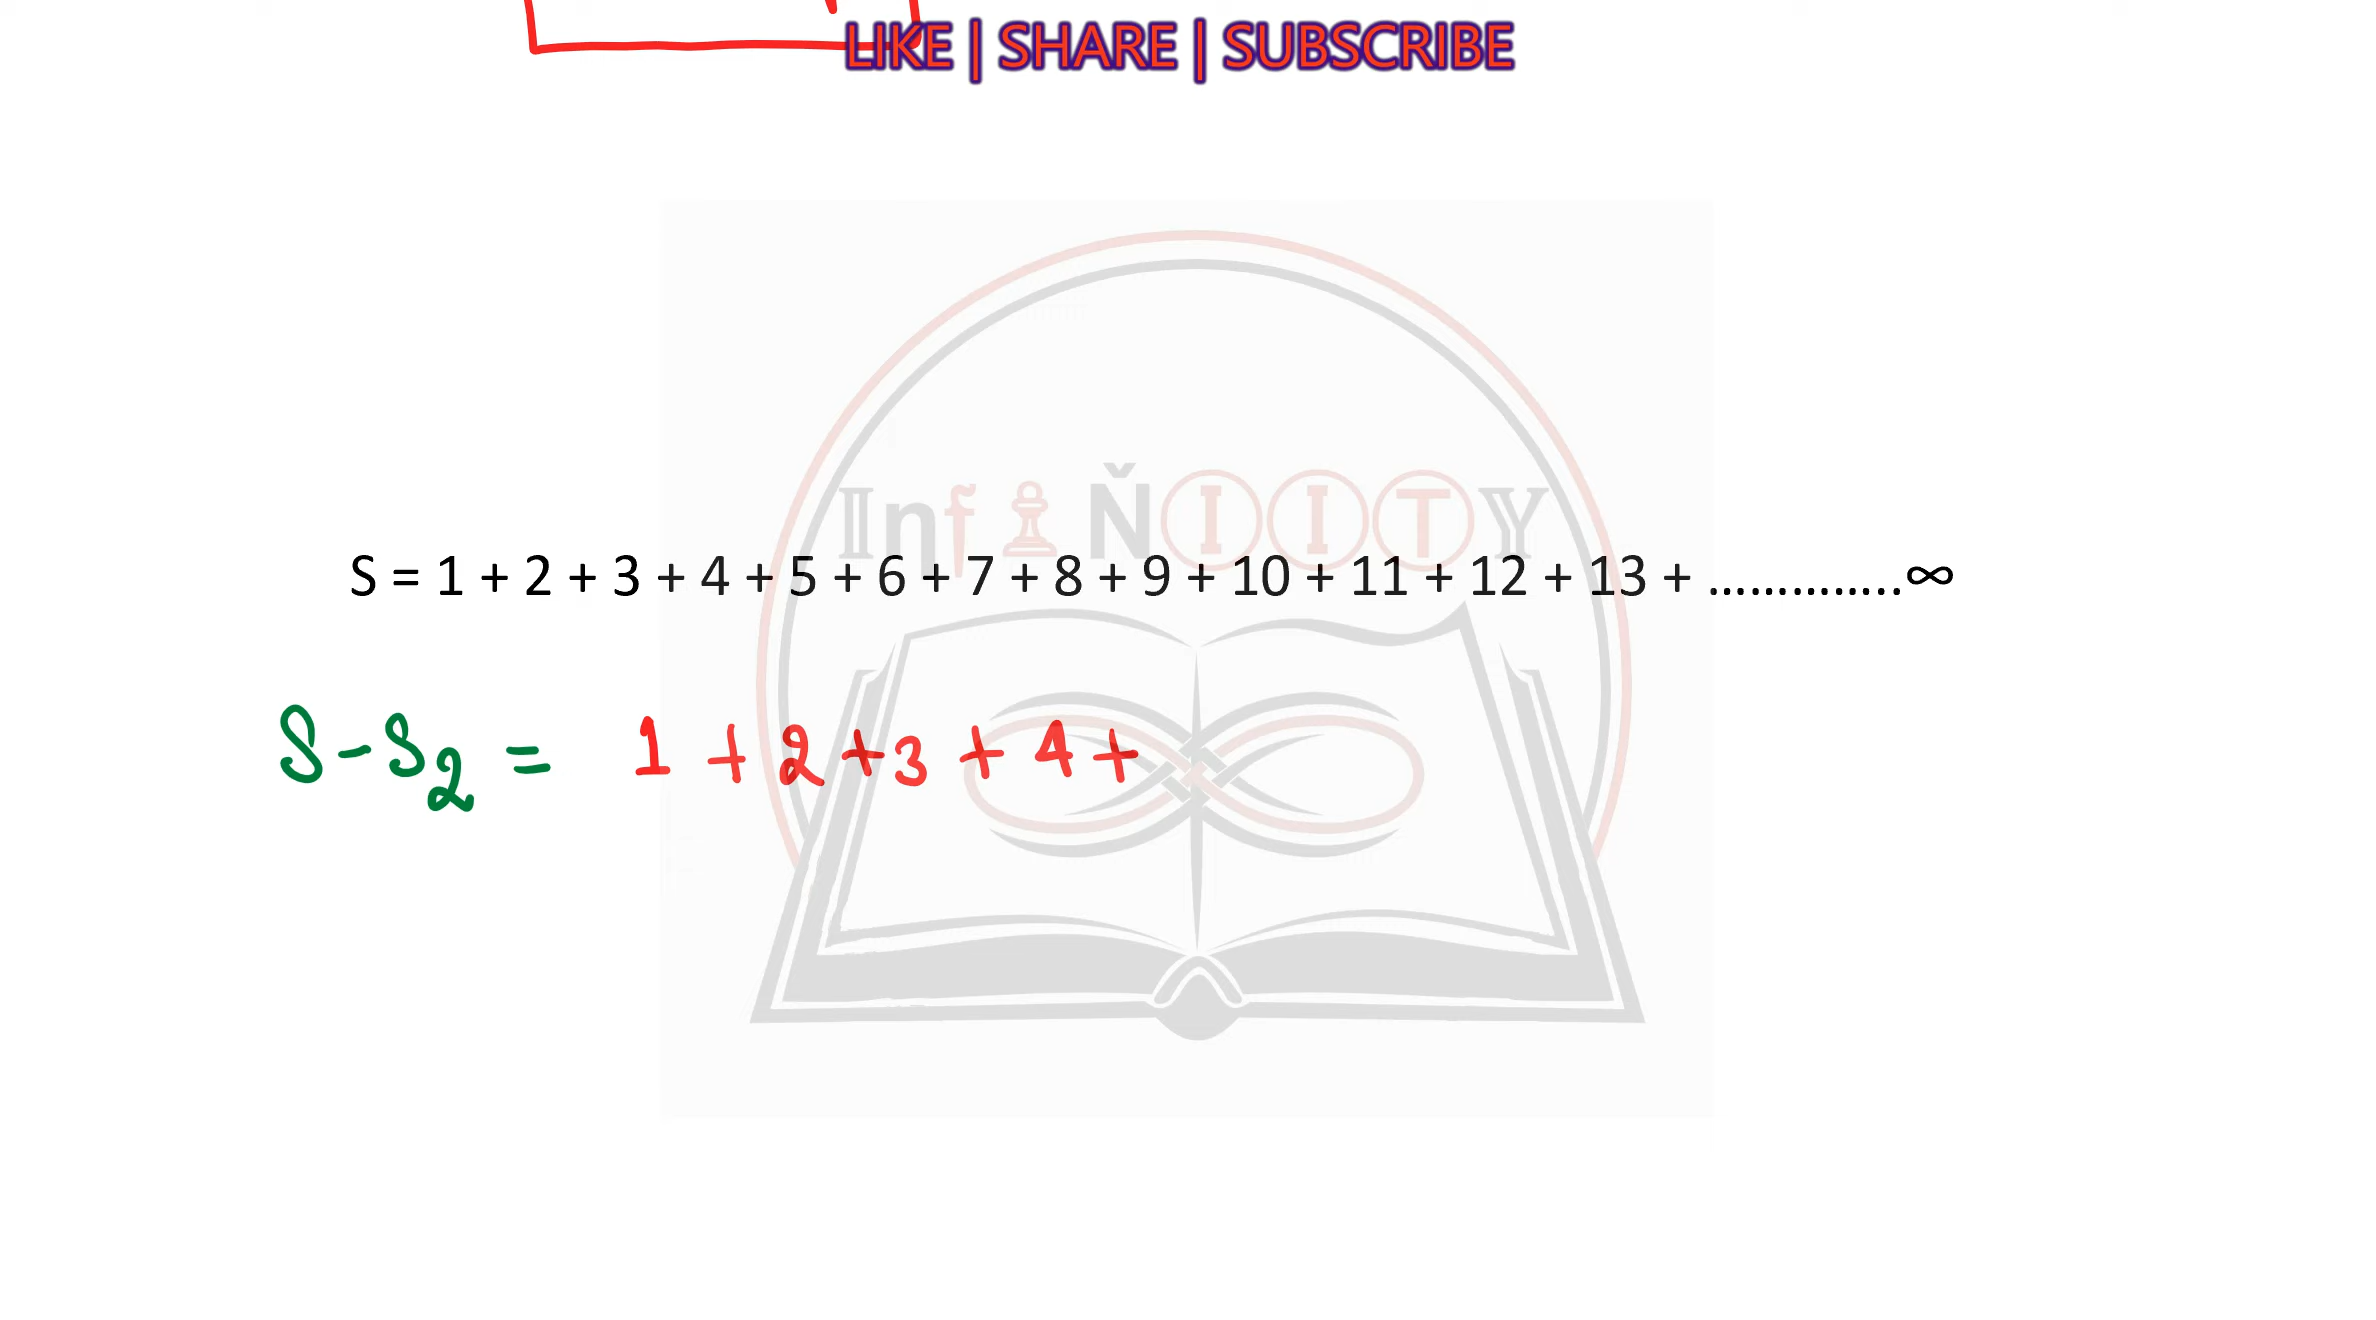 LIKE | SHARE | SUBSCRIBE
InfiŇIITY
S = 1 + 2 + 3 + 4 + 5 + 6 + 7 + 8 + 9 + 10 + 11 + 12 + 13 + ..............∞
S - S₂ = 1 + 2 + 3 + 4 +